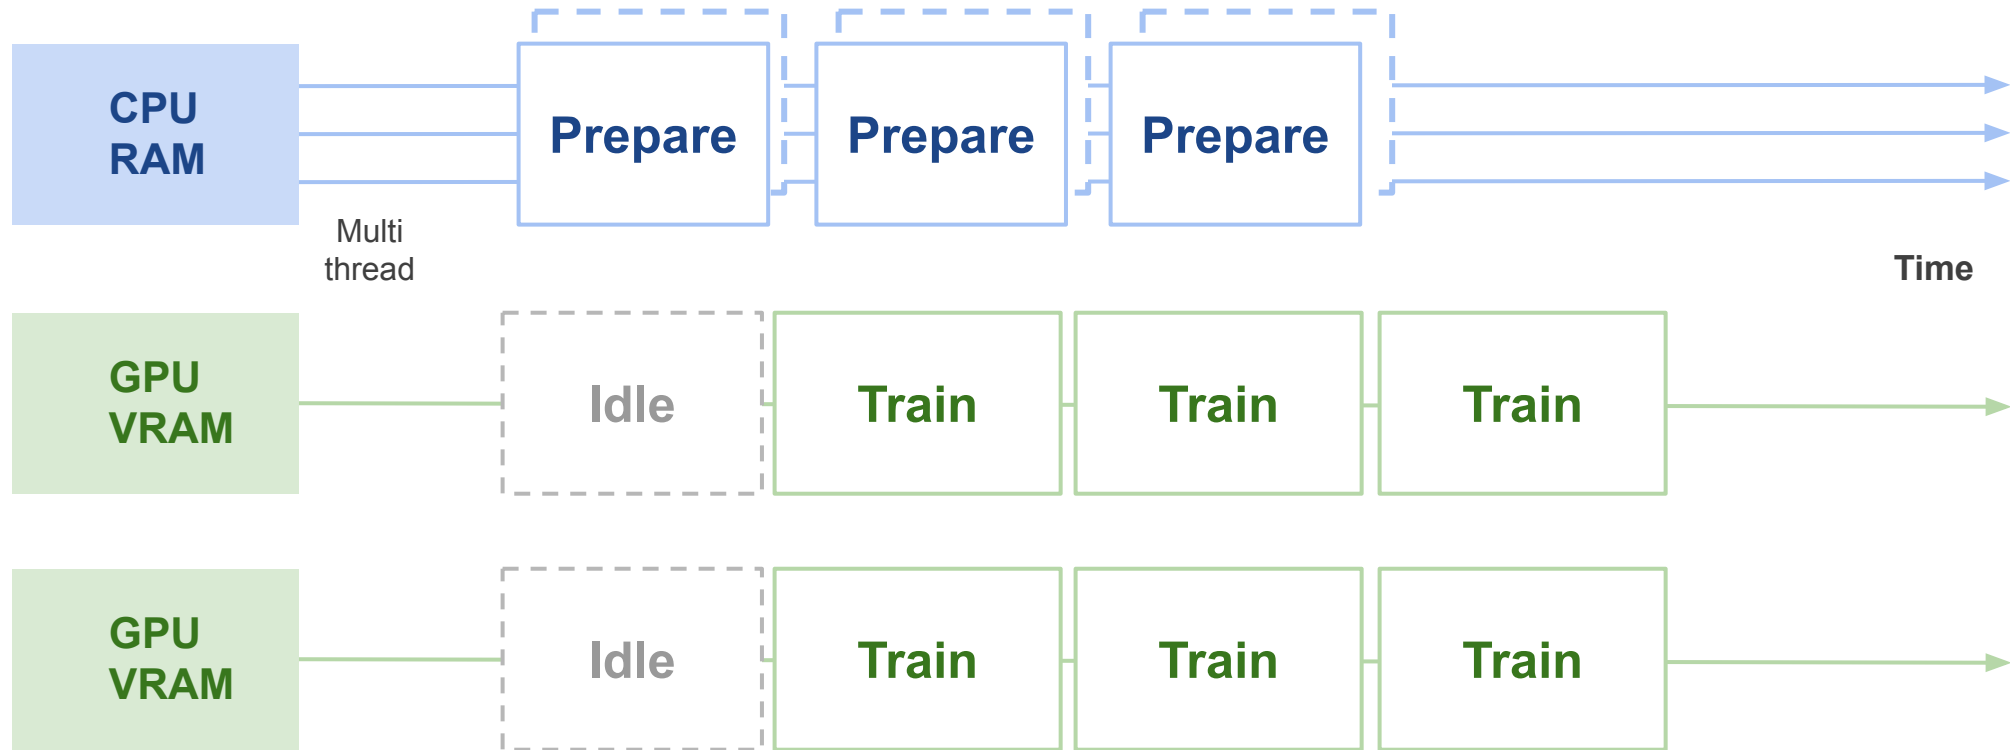 CPU
RAM
Prepare
Prepare
Prepare
Multi
thread
Time
GPU
VRAM
Idle
Train
Train
Train
GPU
VRAM
Idle
Train
Train
Train